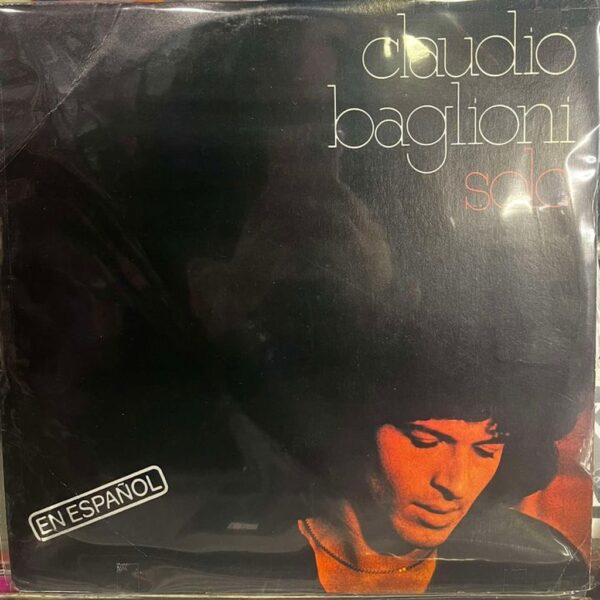 claudio
baglioni
solo
EN ESPAÑOL